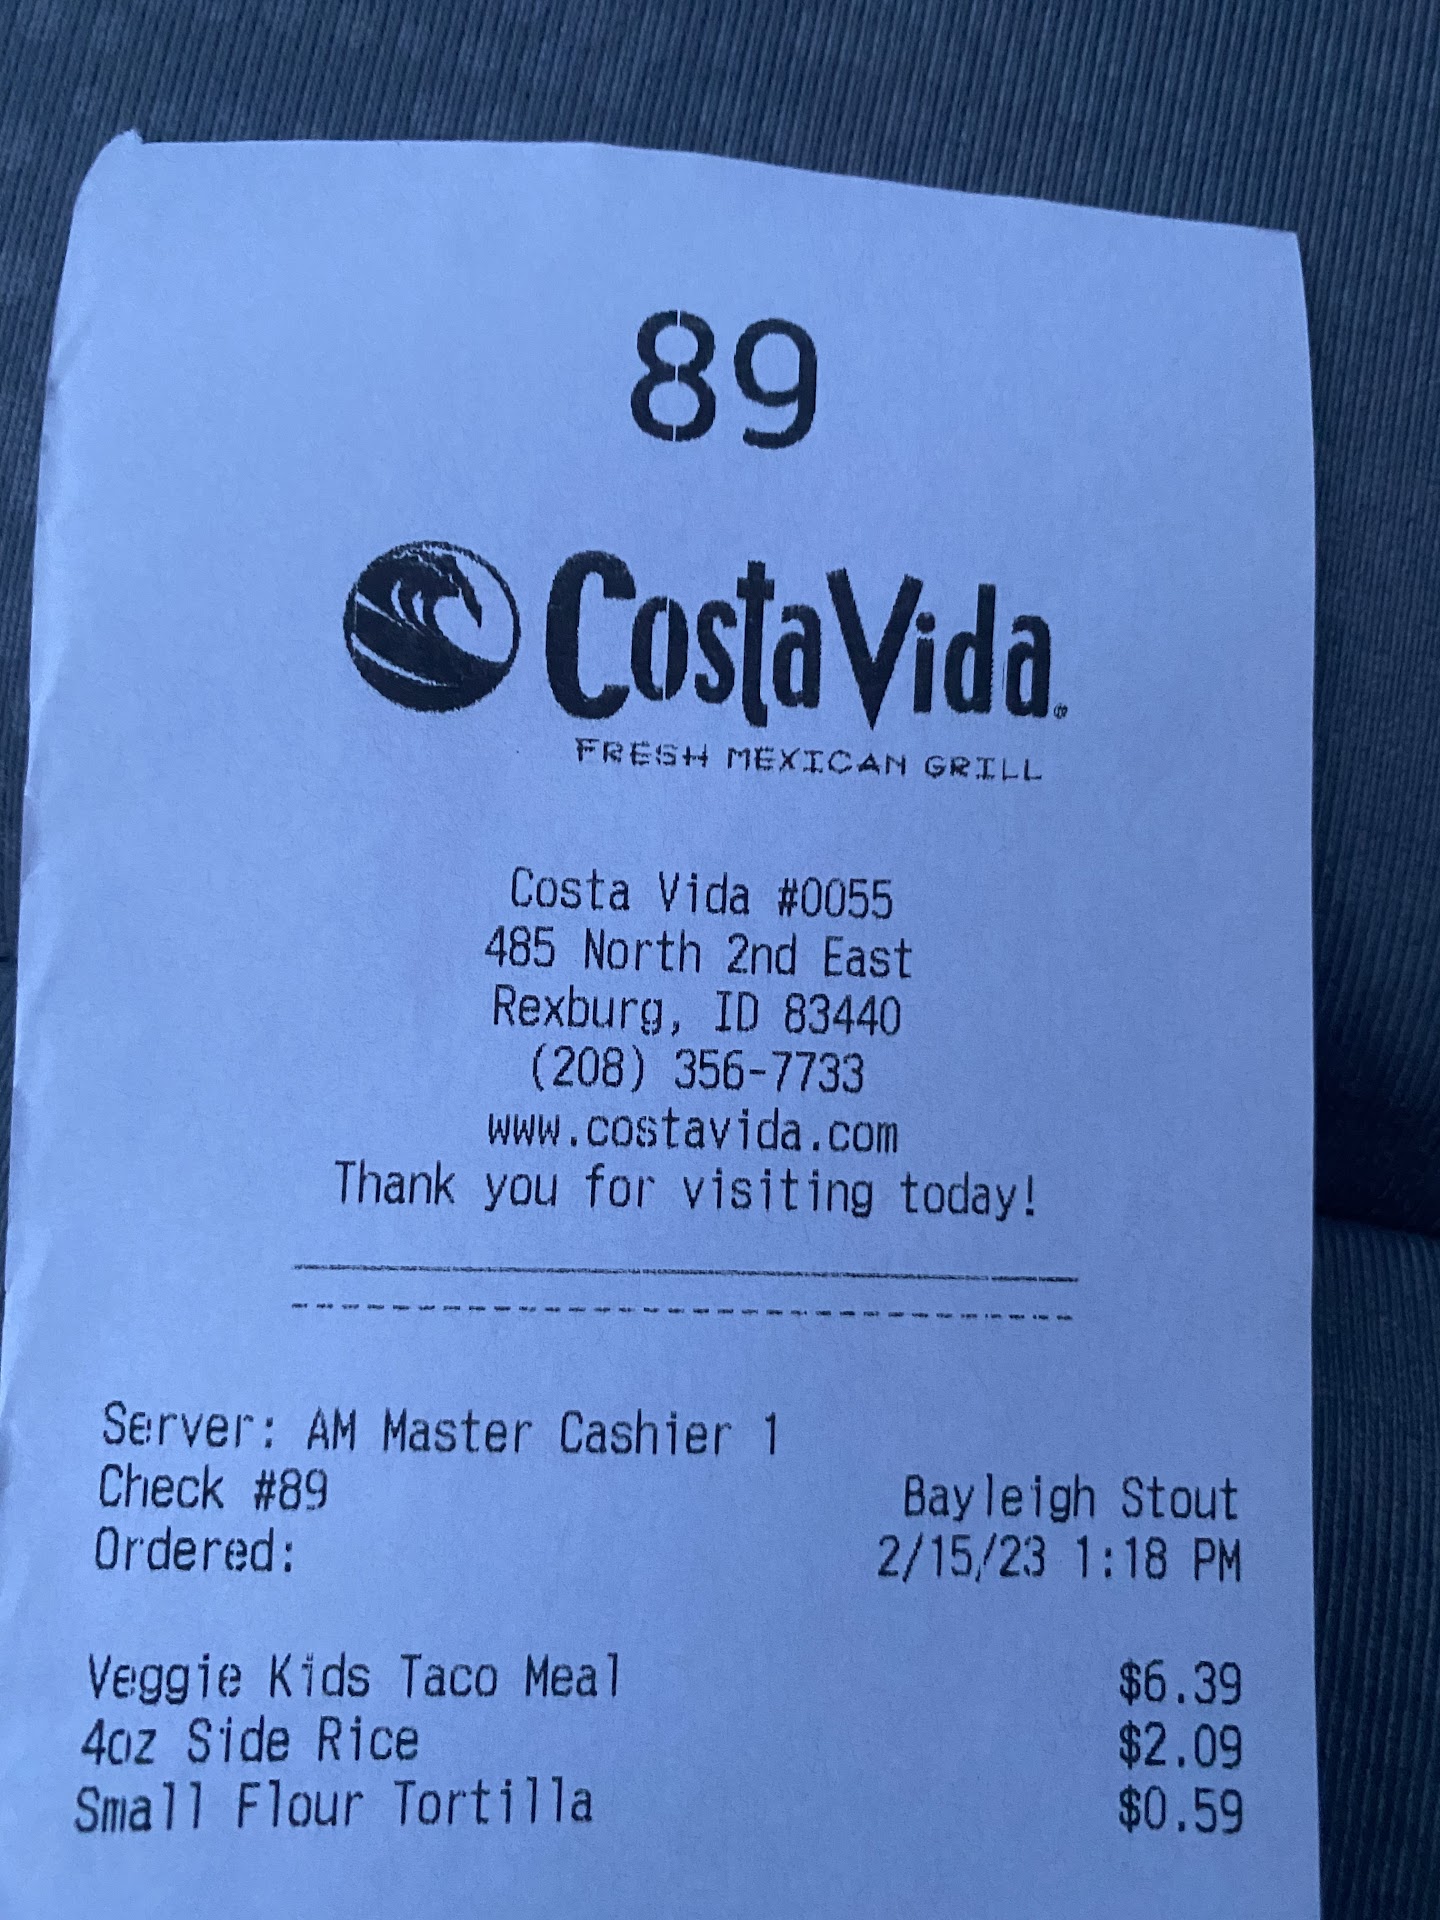 89
Costa Vida®
FRESH MEXICAN GRILL
Costa Vida #0055
485 North 2nd East
Rexburg, ID 83440
(208) 356-7733
www.costavida.com
Thank you for visiting today!
Server: AM Master Cashier 1
Check #89 Bayleigh Stout
Ordered: 2/15/23 1:18 PM
Veggie Kids Taco Meal $6.39
4oz Side Rice $2.09
Small Flour Tortilla $0.59